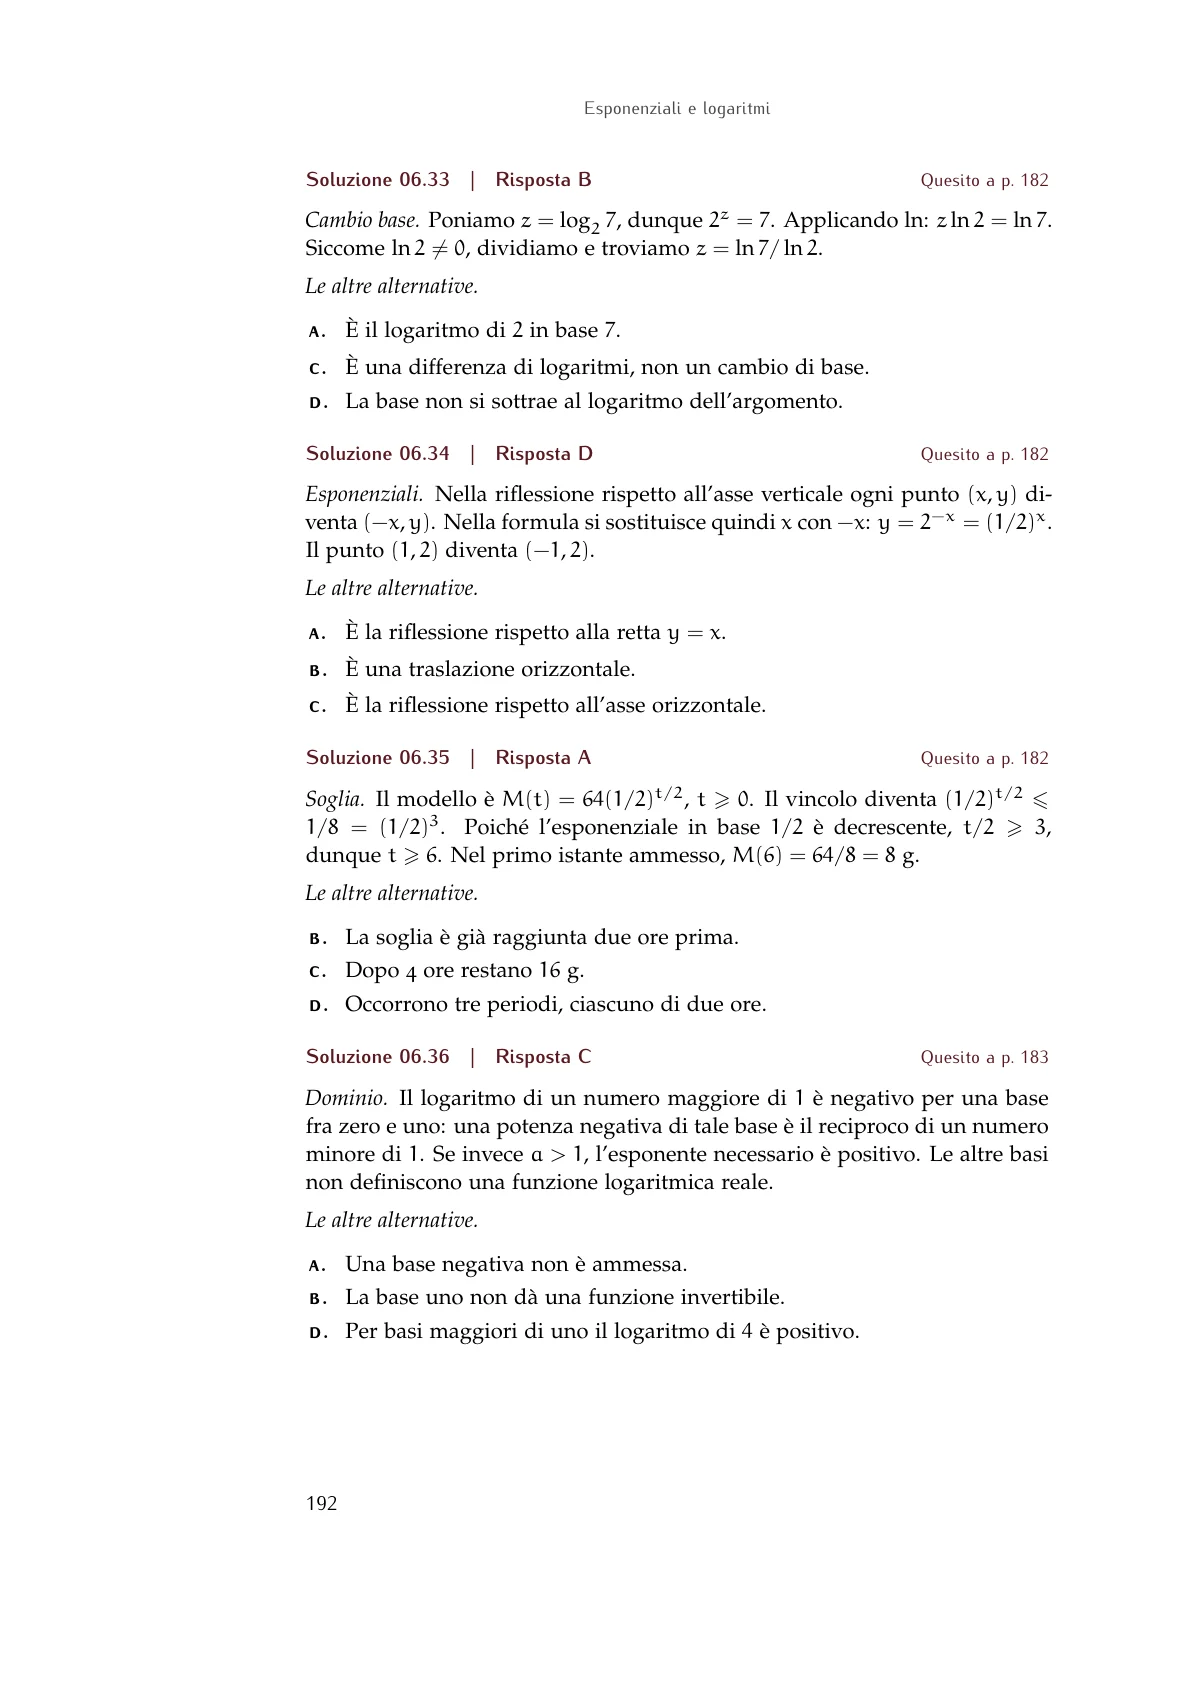 Esponenziali e logaritmi
Soluzione 06.33 | Risposta B Quesito a p. 182
Cambio base. Poniamo z = log₂ 7, dunque 2ᶻ = 7. Applicando ln: z ln 2 = ln 7.
Siccome ln 2 ≠ 0, dividiamo e troviamo z = ln 7/ ln 2.
Le altre alternative.
A. È il logaritmo di 2 in base 7.
C. È una differenza di logaritmi, non un cambio di base.
D. La base non si sottrae al logaritmo dell'argomento.
Soluzione 06.34 | Risposta D Quesito a p. 182
Esponenziali. Nella riflessione rispetto all'asse verticale ogni punto (x, y) di-
venta (−x, y). Nella formula si sostituisce quindi x con −x: y = 2⁻ˣ = (1/2)ˣ.
Il punto (1, 2) diventa (−1, 2).
Le altre alternative.
A. È la riflessione rispetto alla retta y = x.
B. È una traslazione orizzontale.
C. È la riflessione rispetto all'asse orizzontale.
Soluzione 06.35 | Risposta A Quesito a p. 182
Soglia. Il modello è M(t) = 64(1/2)^{t/2}, t ⩾ 0. Il vincolo diventa (1/2)^{t/2} ⩽
1/8 = (1/2)³. Poiché l'esponenziale in base 1/2 è decrescente, t/2 ⩾ 3,
dunque t ⩾ 6. Nel primo istante ammesso, M(6) = 64/8 = 8 g.
Le altre alternative.
B. La soglia è già raggiunta due ore prima.
C. Dopo 4 ore restano 16 g.
D. Occorrono tre periodi, ciascuno di due ore.
Soluzione 06.36 | Risposta C Quesito a p. 183
Dominio. Il logaritmo di un numero maggiore di 1 è negativo per una base
fra zero e uno: una potenza negativa di tale base è il reciproco di un numero
minore di 1. Se invece a > 1, l'esponente necessario è positivo. Le altre basi
non definiscono una funzione logaritmica reale.
Le altre alternative.
A. Una base negativa non è ammessa.
B. La base uno non dà una funzione invertibile.
D. Per basi maggiori di uno il logaritmo di 4 è positivo.
192